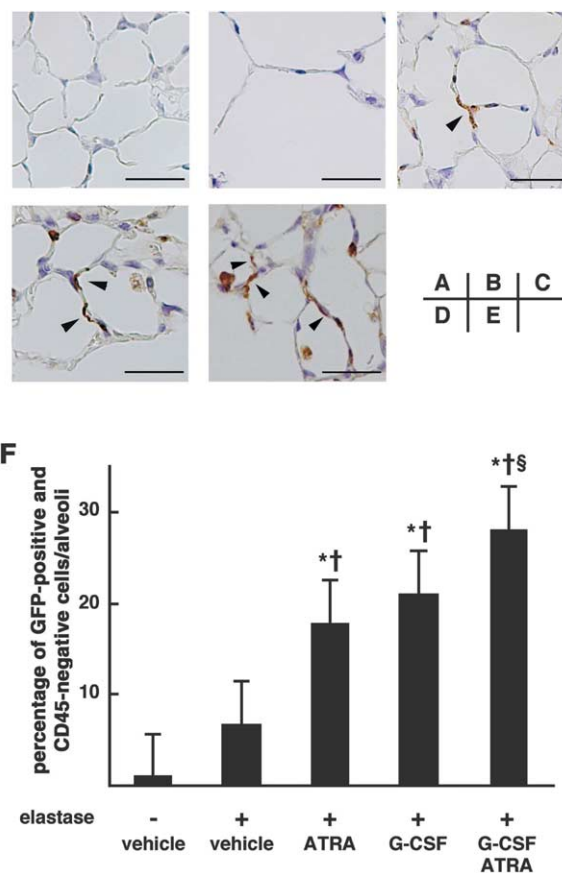 A B C
D E
F
percentage of GFP-positive and
CD45-negative cells/alveoli
30
20
10
*†
*†
*†§
elastase - + + + +
vehicle vehicle ATRA G-CSF G-CSF
ATRA